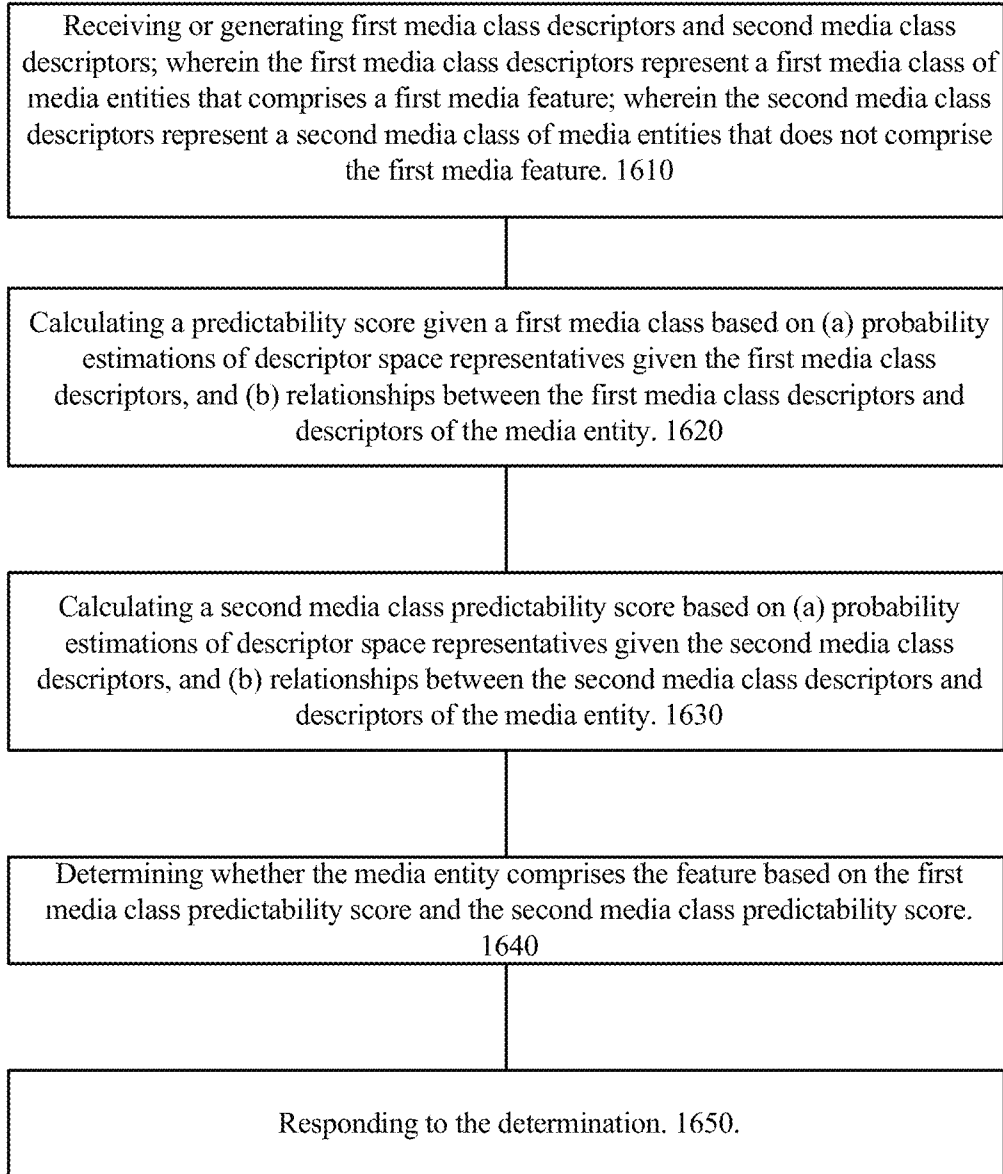 Receiving or generating first media class descriptors and second media class
descriptors; wherein the first media class descriptors represent a first media class of
media entities that comprises a first media feature; wherein the second media class
descriptors represent a second media class of media entities that does not comprise
the first media feature. 1610
Calculating a predictability score given a first media class based on (a) probability
estimations of descriptor space representatives given the first media class
descriptors, and (b) relationships between the first media class descriptors and
descriptors of the media entity. 1620
Calculating a second media class predictability score based on (a) probability
estimations of descriptor space representatives given the second media class
descriptors, and (b) relationships between the second media class descriptors and
descriptors of the media entity. 1630
Determining whether the media entity comprises the feature based on the first
media class predictability score and the second media class predictability score.
1640
Responding to the determination. 1650.